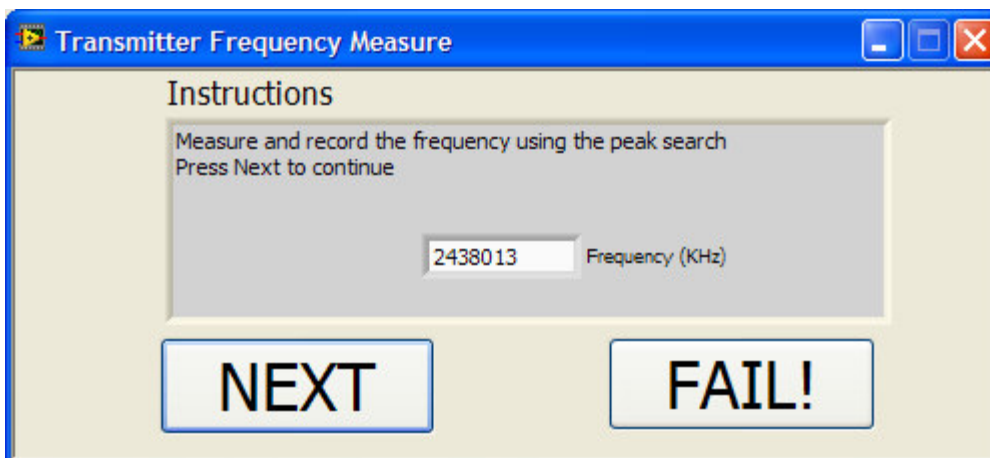 Transmitter Frequency Measure
Instructions
Measure and record the frequency using the peak search
Press Next to continue
2438013 Frequency (KHz)
NEXT FAIL!